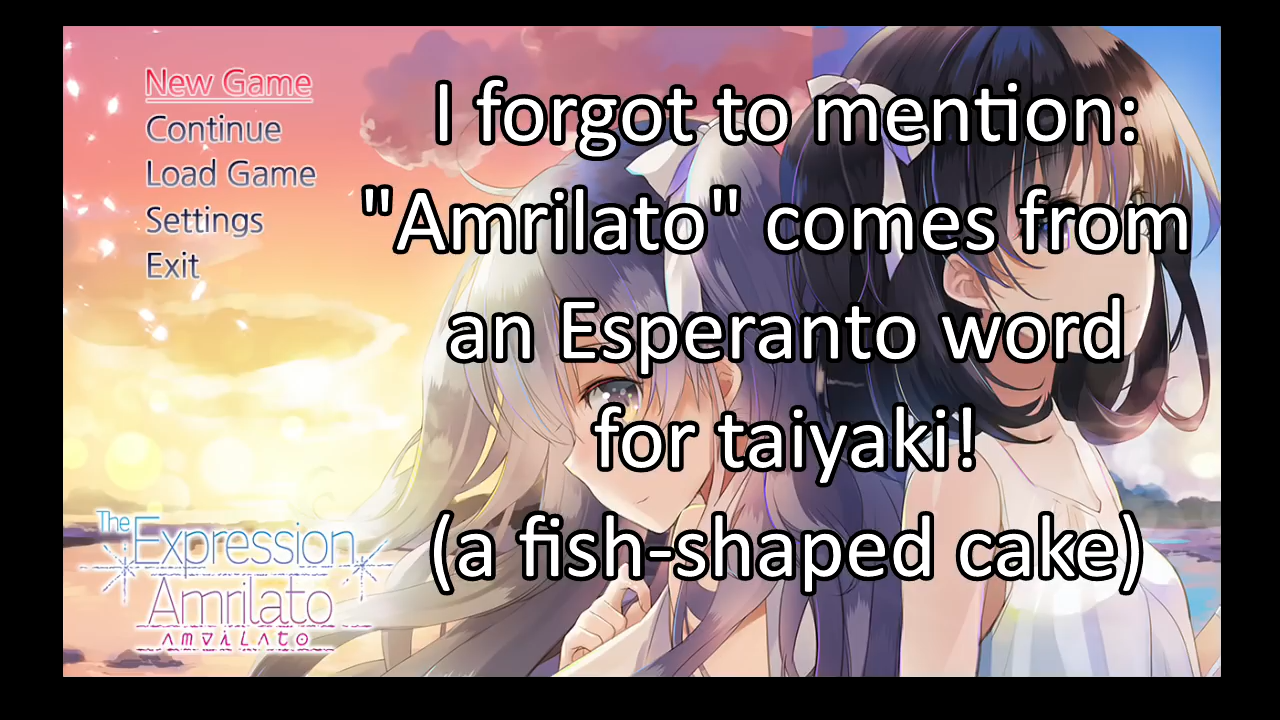 New Game
Continue
Load Game
Settings
Exit
I forgot to mention:
"Amrilato" comes from
an Esperanto word
for taiyaki!
(a fish-shaped cake)
The
Expression
Amrilato